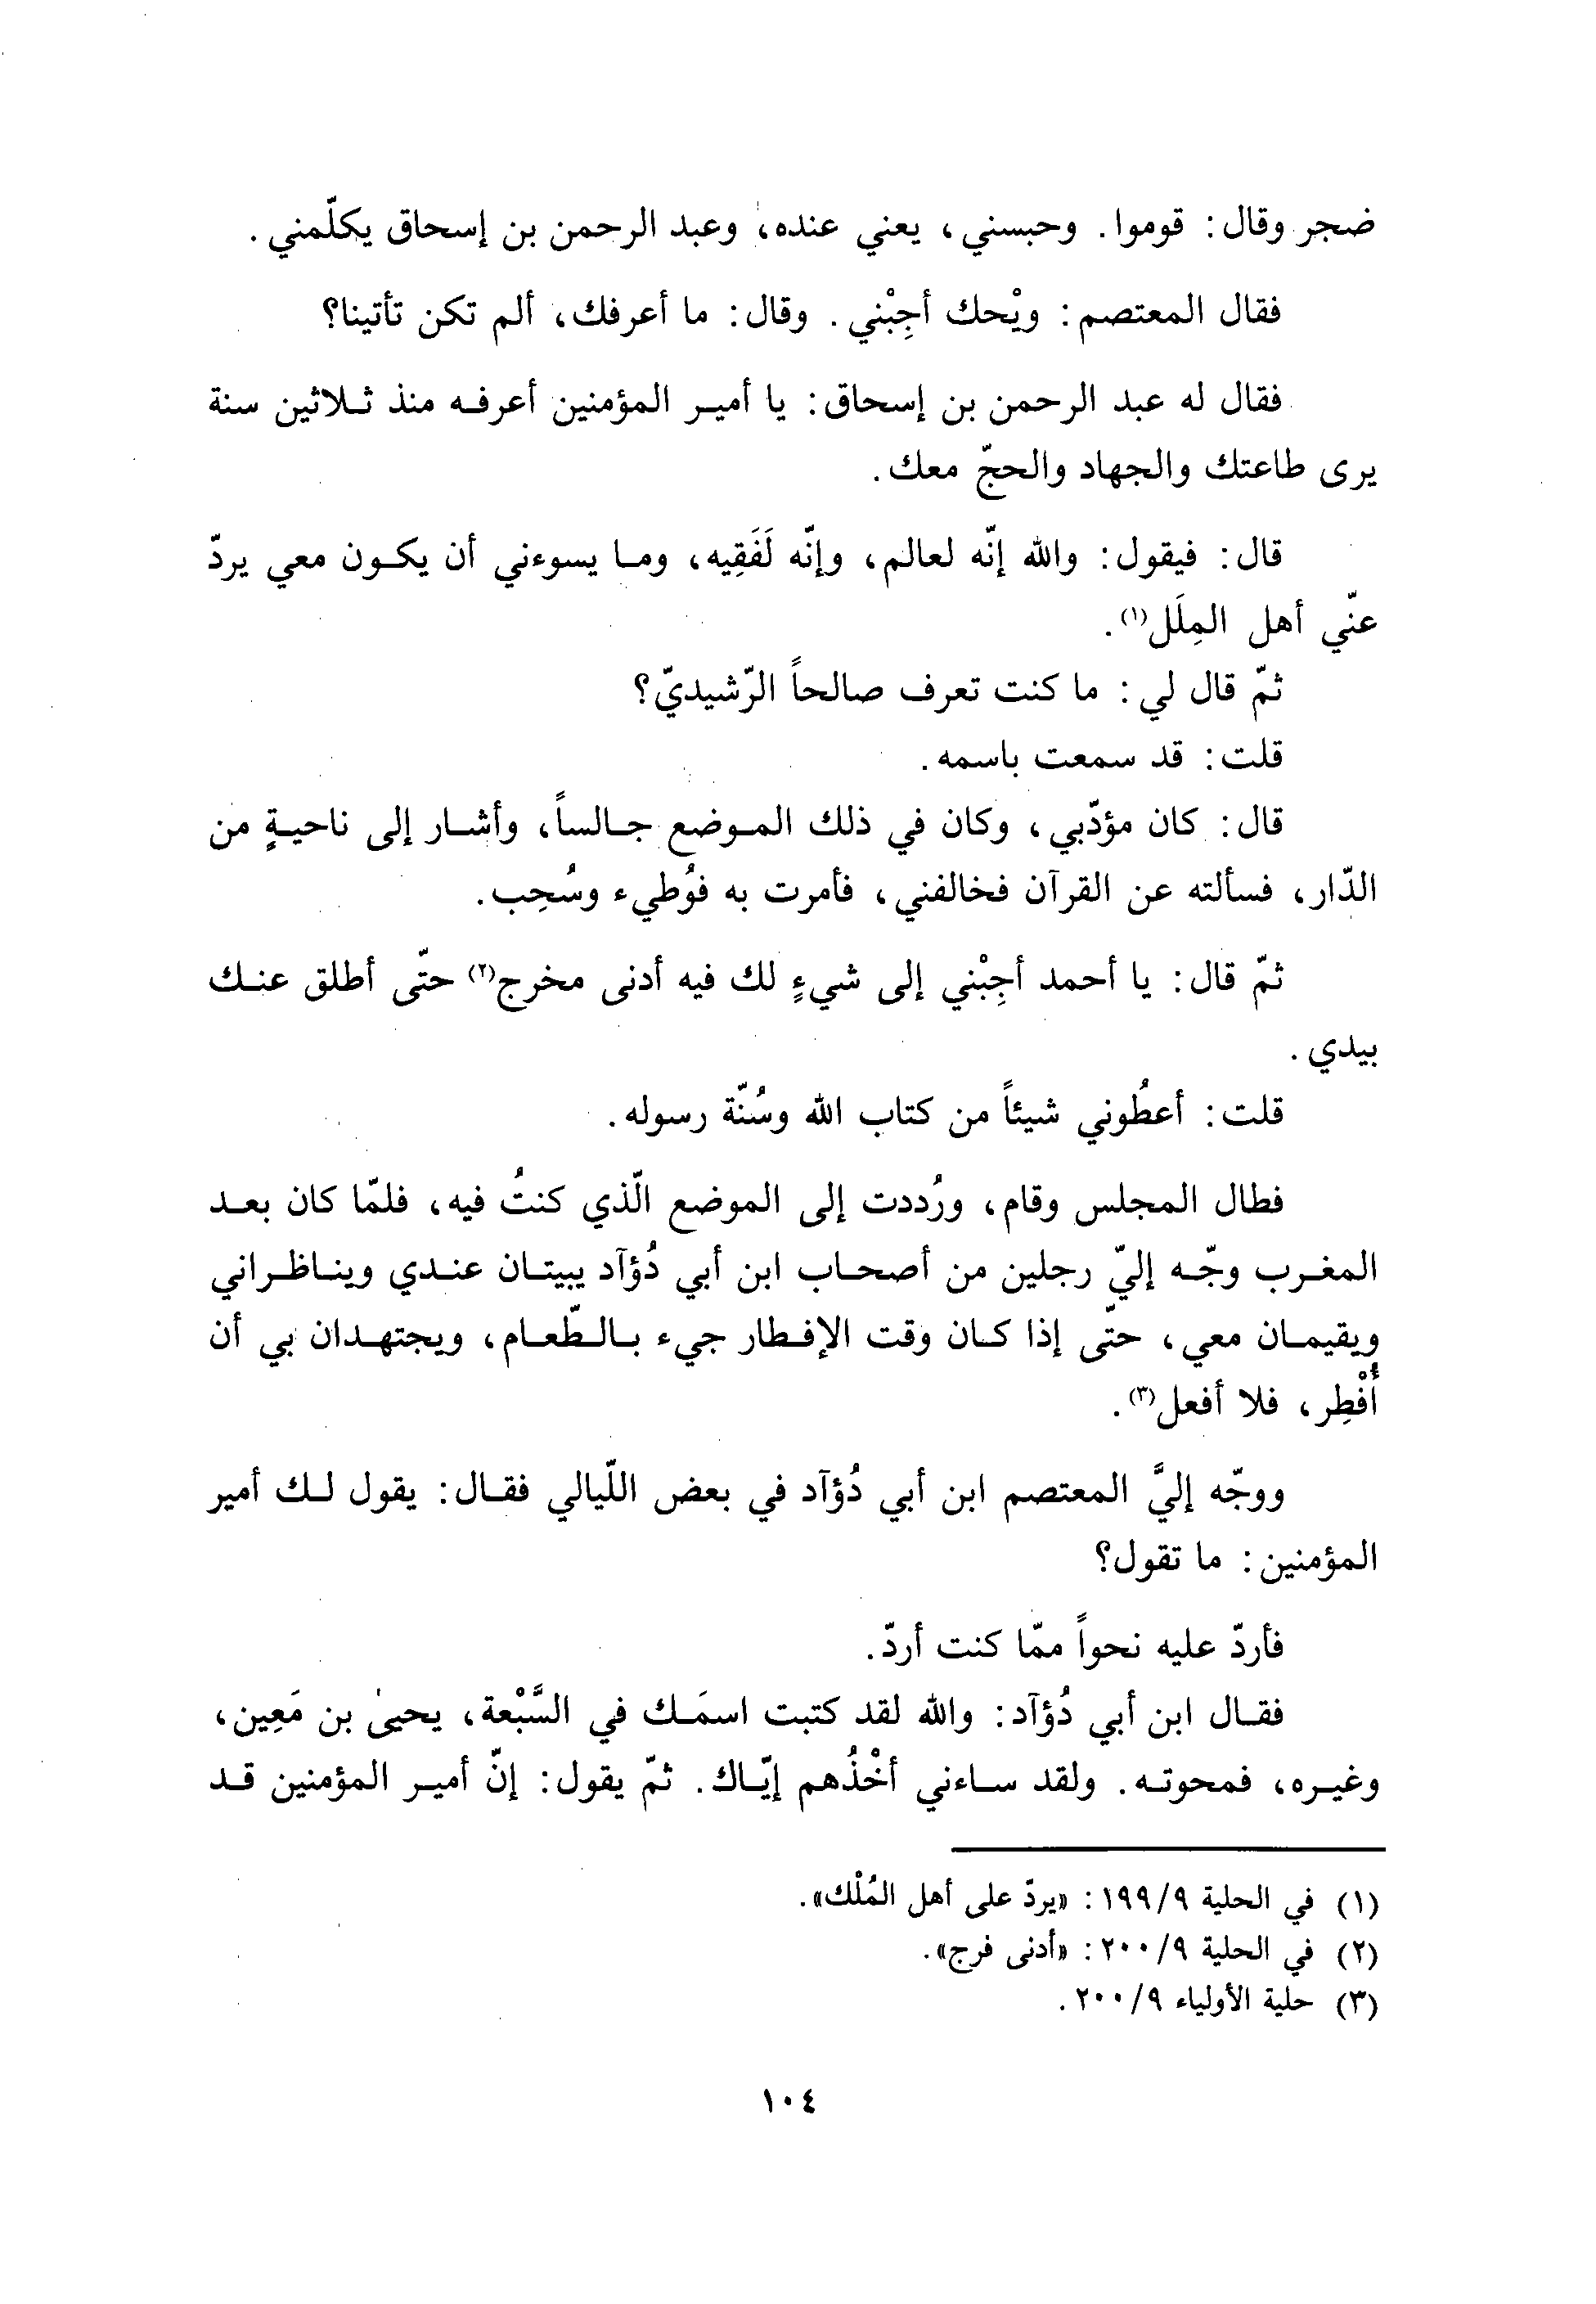 ضجر وقال: قوموا. وحبسني، يعني عنده، وعبد الرحمن بن إسحاق يكلّمني.
فقال المعتصم: ويْحك أجِبْني. وقال: ما أعرفك، ألم تكن تأتينا؟
فقال له عبد الرحمن بن إسحاق: يا أمير المؤمنين أعرفه منذ ثلاثين سنة
يرى طاعتك والجهاد والحجّ معك.
قال: فيقول: والله إنّه لعالم، وإنّه لَفَقِيه، وما يسوءني أن يكون معي يردّ
عنّي أهل المِلَل(١).
ثمّ قال لي: ما كنت تعرف صالحاً الرّشيديّ؟
قلت: قد سمعت باسمه.
قال: كان مؤدّبي، وكان في ذلك الموضع جالساً، وأشار إلى ناحيةٍ من
الدّار، فسألته عن القرآن فخالفني، فأمرت به فوُطيء وسُحِب.
ثمّ قال: يا أحمد أجِبْني إلى شيءٍ لك فيه أدنى مخرج(٢) حتّى أطلق عنك
بيدي.
قلت: أعطُوني شيئاً من كتاب الله وسُنّة رسوله.
فطال المجلس وقام، ورُددت إلى الموضع الّذي كنتُ فيه، فلمّا كان بعد
المغرب وجّه إليّ رجلين من أصحاب ابن أبي دُؤآد يبيتان عندي ويناظراني
ويقيمان معي، حتّى إذا كان وقت الإفطار جيء بالطّعام، ويجتهدان بي أن
أُفْطِر، فلا أفعل(٣).
ووجّه إليَّ المعتصم ابن أبي دُؤآد في بعض اللّيالي فقال: يقول لك أمير
المؤمنين: ما تقول؟
فأردّ عليه نحواً ممّا كنت أردّ.
فقال ابن أبي دُؤآد: والله لقد كتبت اسمَك في السَّبْعة، يحيىٰ بن مَعِين،
وغيره، فمحوته. ولقد ساءني أخْذُهم إيّاك. ثمّ يقول: إنّ أمير المؤمنين قد
(١) في الحلية ١٩٩/٩: «يردّ على أهل المُلْك».
(٢) في الحلية ٢٠٠/٩: «أدنى فرج».
(٣) حلية الأولياء ٢٠٠/٩.
١٠٤